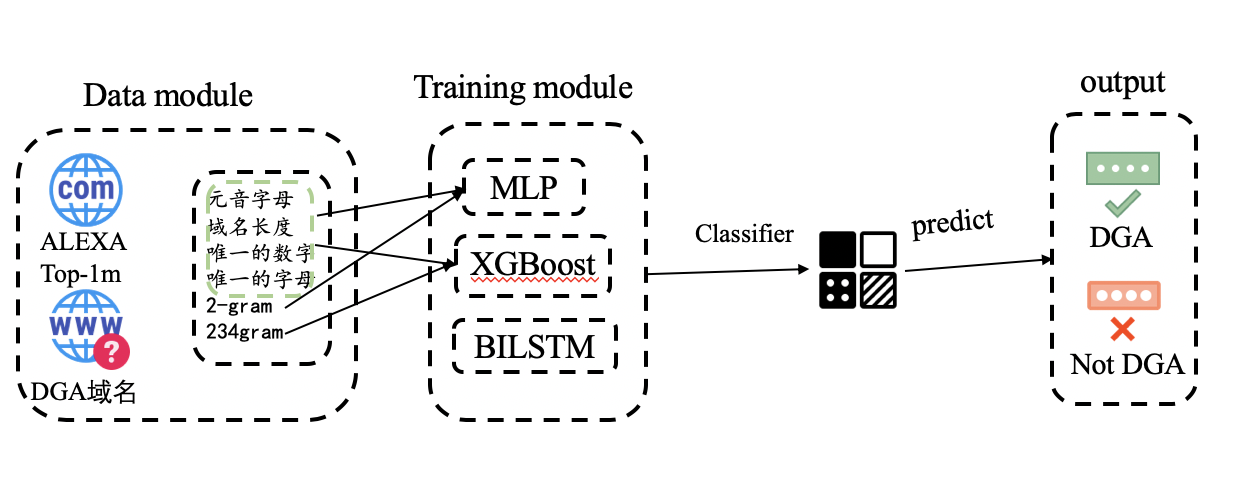 Data module
com
ALEXA
Top-1m
www
?
DGA域名
元音字母
域名长度
唯一的数字
唯一的字母
2-gram
234gram
Training module
MLP
XGBoost
BILSTM
Classifier
predict
output
DGA
Not DGA